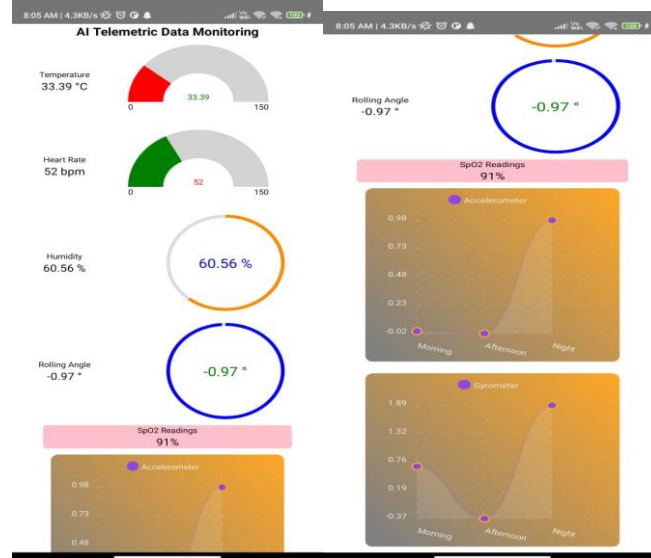 8:05 AM | 4.3KB/s
AI Telemetric Data Monitoring
Temperature
33.39 °C
33.39
0 150
Heart Rate
52 bpm
52
0 150
Humidity
60.56 %
60.56 %
Rolling Angle
-0.97 °
-0.97 °
SpO2 Readings
91%
Accelerometer
0.98
0.73
0.48
8:05 AM | 4.3KB/s
Rolling Angle
-0.97 °
-0.97 °
SpO2 Readings
91%
Accelerometer
0.98
0.73
0.48
0.23
-0.02
Morning Afternoon Night
Gyrometer
1.89
1.32
0.76
0.19
-0.37
Morning Afternoon Night